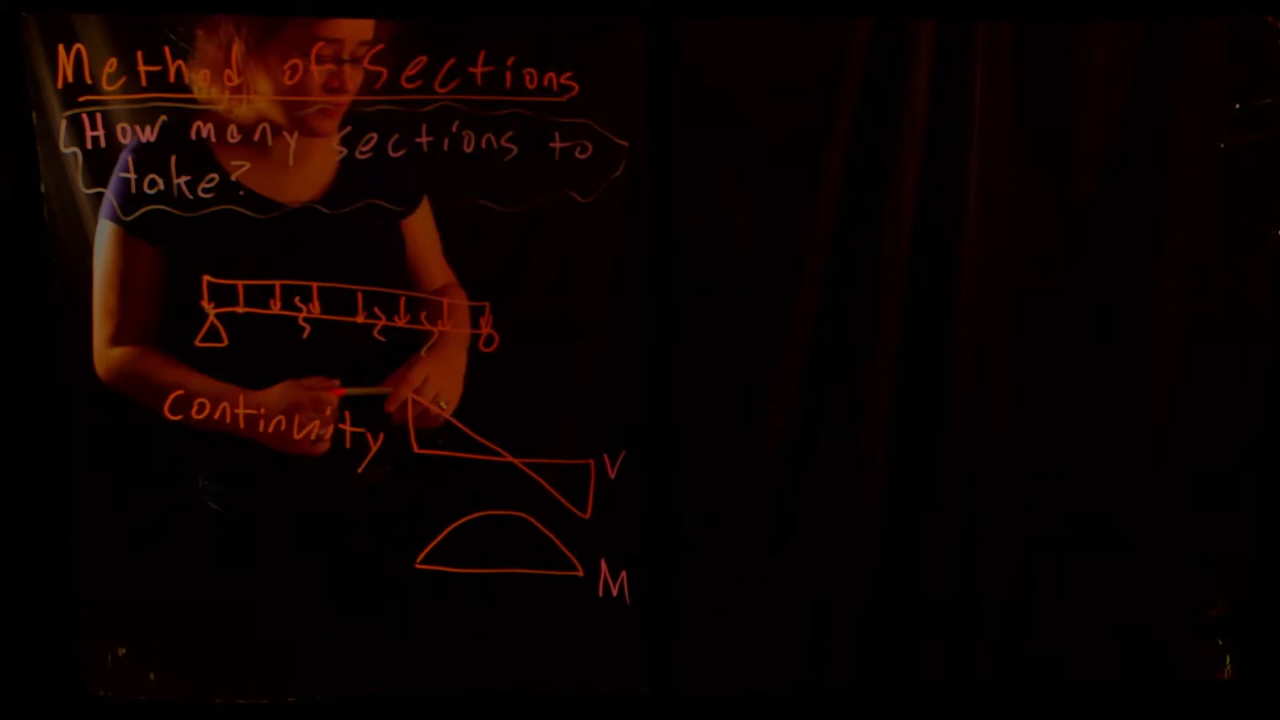 Method of Sections
How many sections to
take?
continuity
V
M